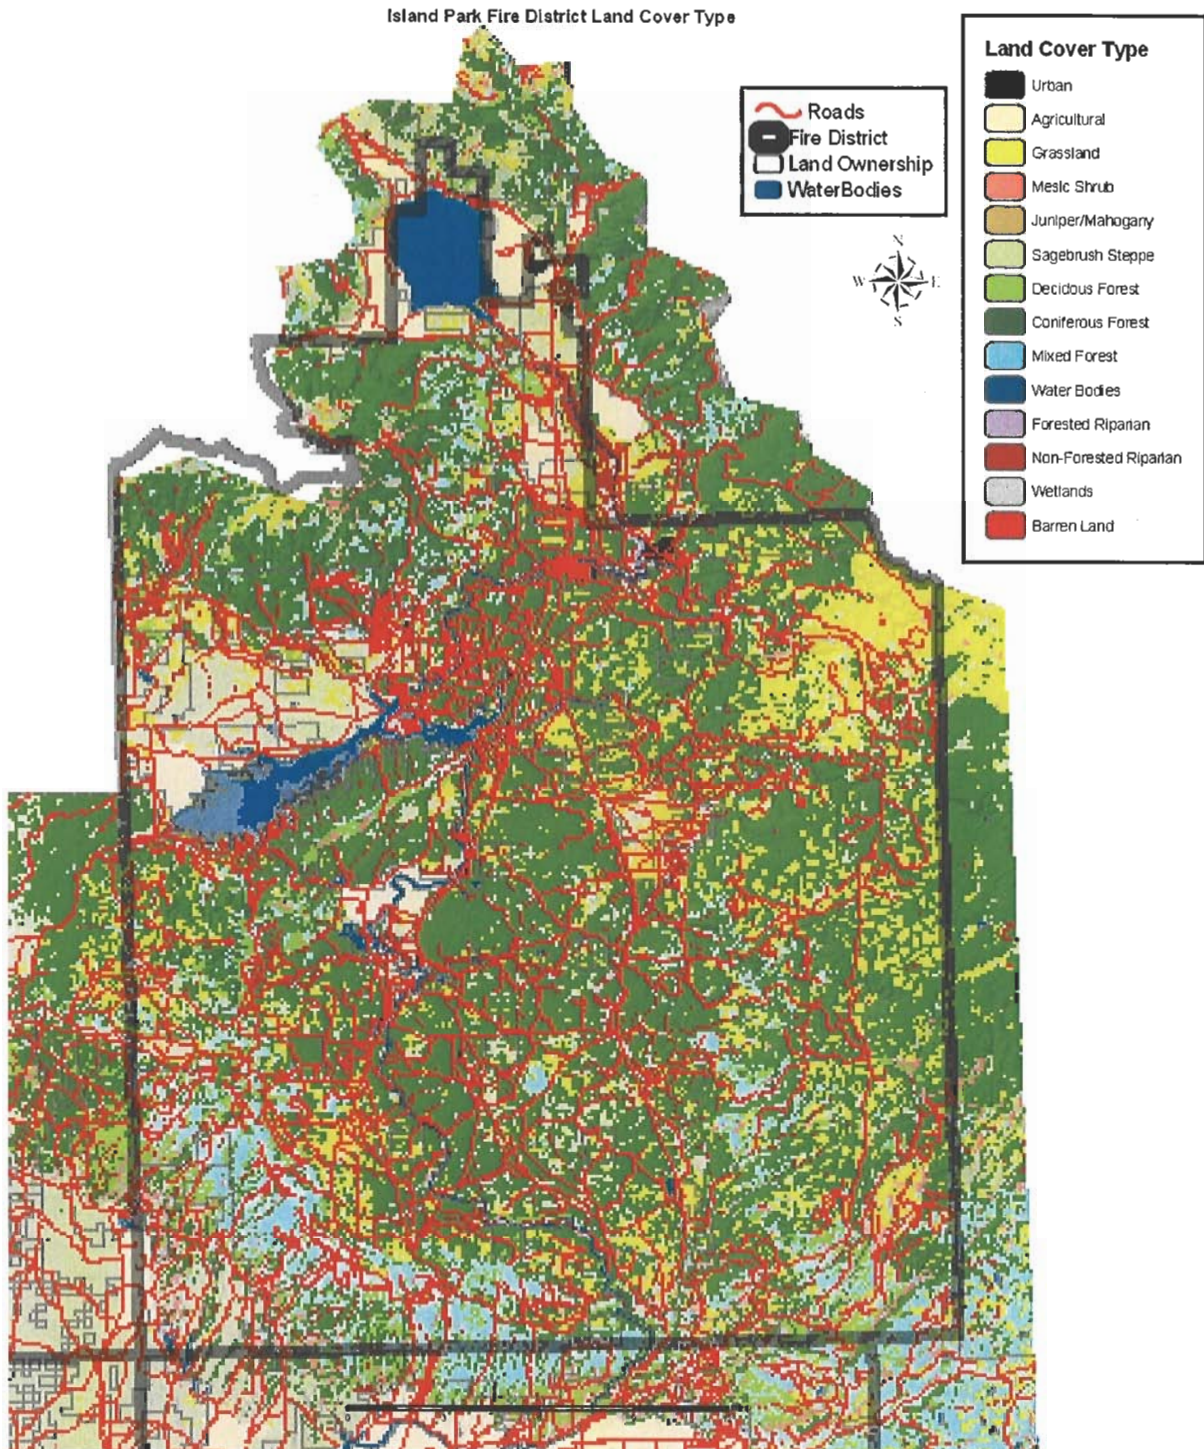 Island Park Fire District Land Cover Type
Roads
Fire District
Land Ownership
WaterBodies
N
W E
S
Land Cover Type
Urban
Agricultural
Grassland
Mesic Shrub
Juniper/Mahogany
Sagebrush Steppe
Decidous Forest
Coniferous Forest
Mixed Forest
Water Bodies
Forested Riparian
Non-Forested Riparian
Wetlands
Barren Land